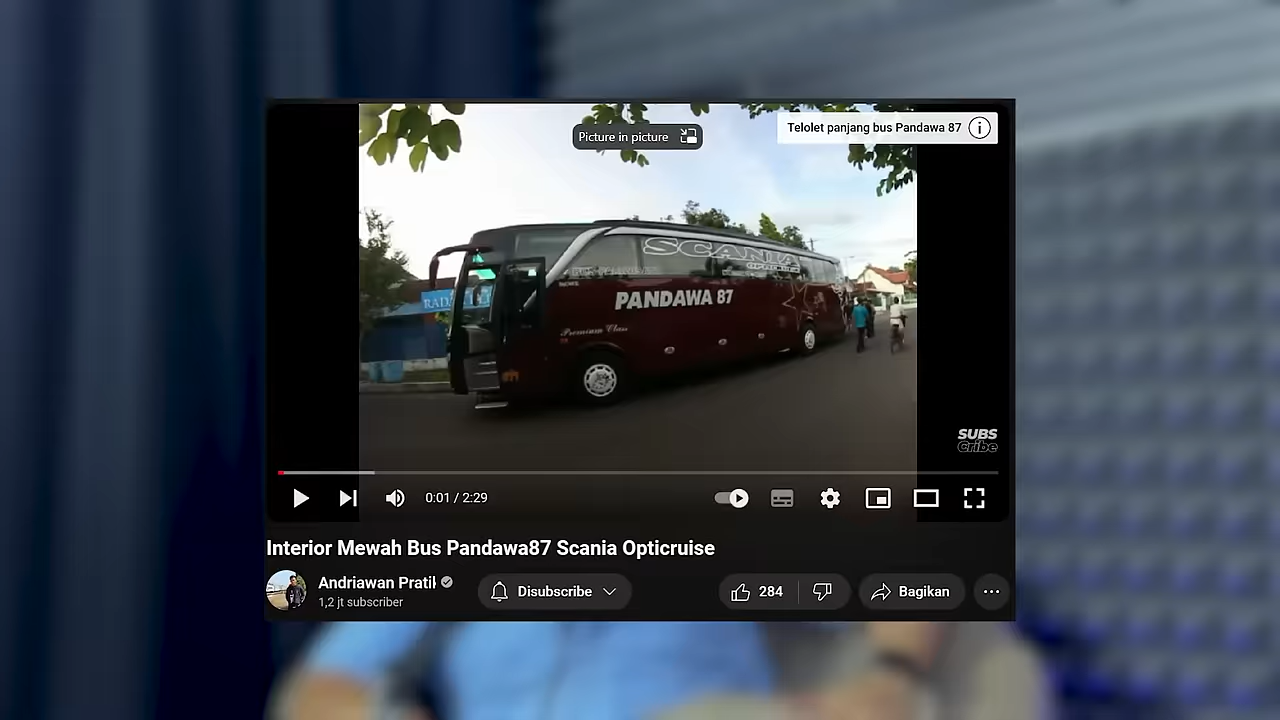 Picture in picture
Telolet panjang bus Pandawa 87
SCANIA
PANDAWA 87
Premium Class
SUBS
Cribe
0:01 / 2:29
Interior Mewah Bus Pandawa87 Scania Opticruise
Andriawan Pratik
1,2 jt subscriber
Disubscribe
284
Bagikan